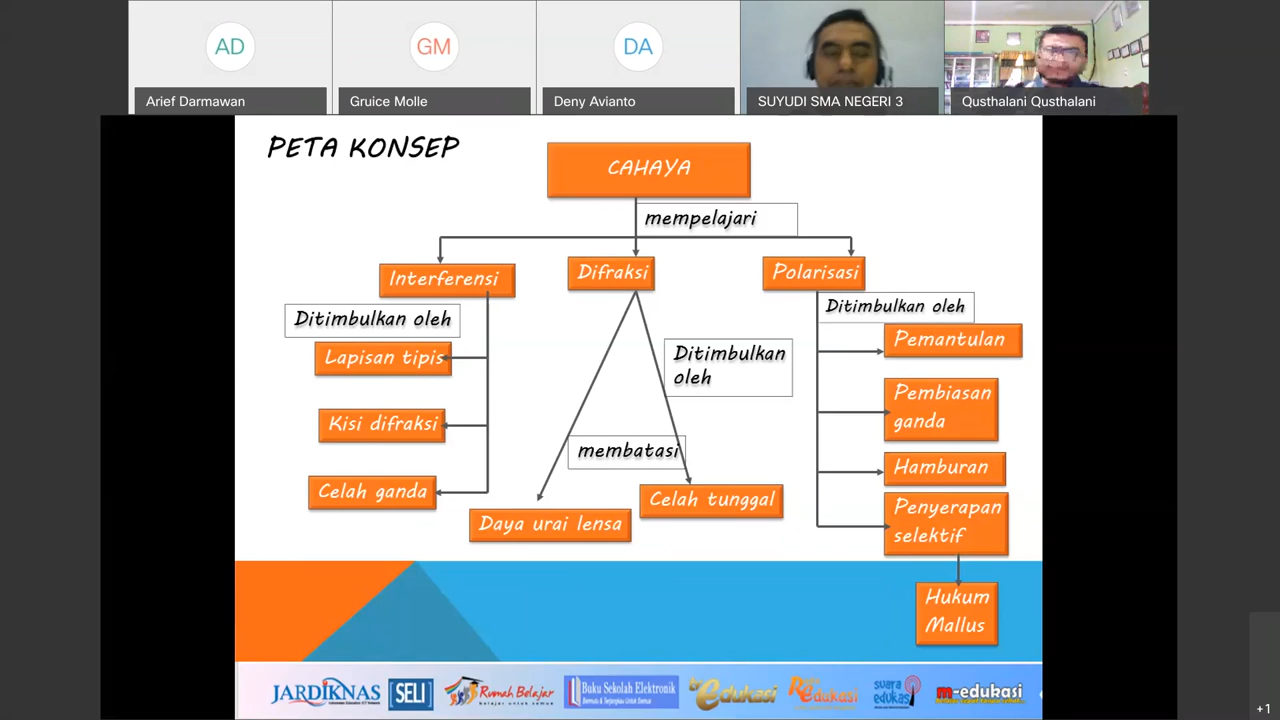 AD
GM
DA
Arief Darmawan
Gruice Molle
Deny Avianto
SUYUDI SMA NEGERI 3
Qusthalani Qusthalani
PETA KONSEP
CAHAYA
mempelajari
Interferensi
Difraksi
Polarisasi
Ditimbulkan oleh
Lapisan tipis
Kisi difraksi
Celah ganda
Ditimbulkan
oleh
membatasi
Daya urai lensa
Celah tunggal
Ditimbulkan oleh
Pemantulan
Pembiasan
ganda
Hamburan
Penyerapan
selektif
Hukum
Mallus
JARDIKNAS
SELI
Rumah Belajar
belajar untuk semua
Buku Sekolah Elektronik
Bermutu & Terjangkau Untuk Semua
tv edukasi
Radio edukasi
suara
edukasi
m-edukasi
+1